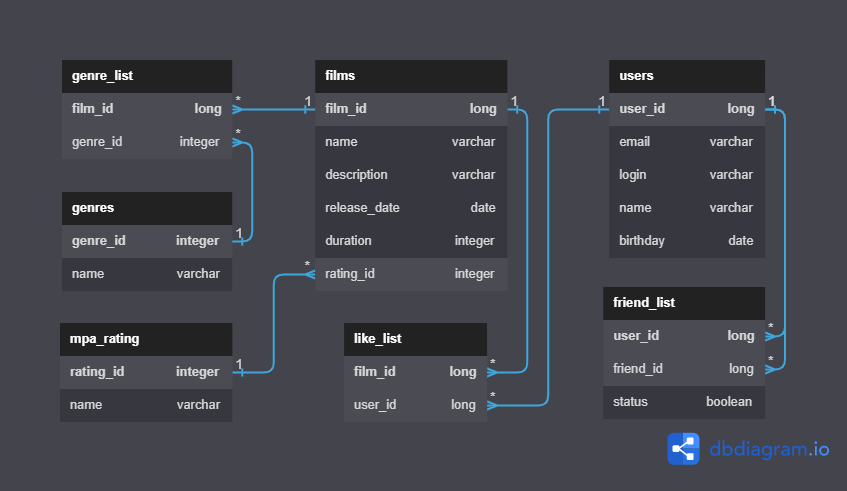 genre_list
film_id long
genre_id integer
genres
genre_id integer
name varchar
mpa_rating
rating_id integer
name varchar
films
film_id long
name varchar
description varchar
release_date date
duration integer
rating_id integer
like_list
film_id long
user_id long
users
user_id long
email varchar
login varchar
name varchar
birthday date
friend_list
user_id long
friend_id long
status boolean
* 1 1 1 1
*
1
*
1
*
*
*
*
dbdiagram.io